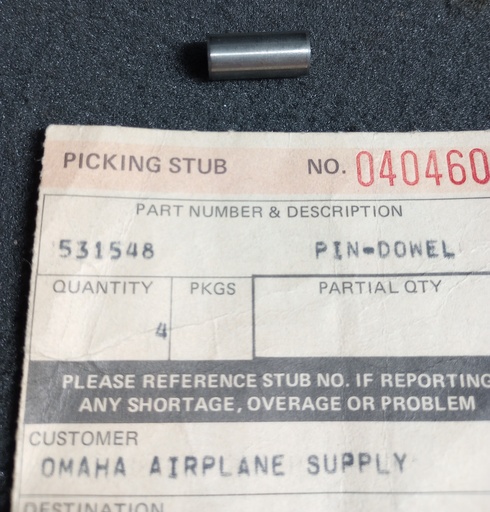 PICKING STUB NO. 040460
PART NUMBER & DESCRIPTION
531548 PIN-DOWEL
QUANTITY PKGS PARTIAL QTY
4
PLEASE REFERENCE STUB NO. IF REPORTING
ANY SHORTAGE, OVERAGE OR PROBLEM
CUSTOMER
OMAHA AIRPLANE SUPPLY
DESTINATION